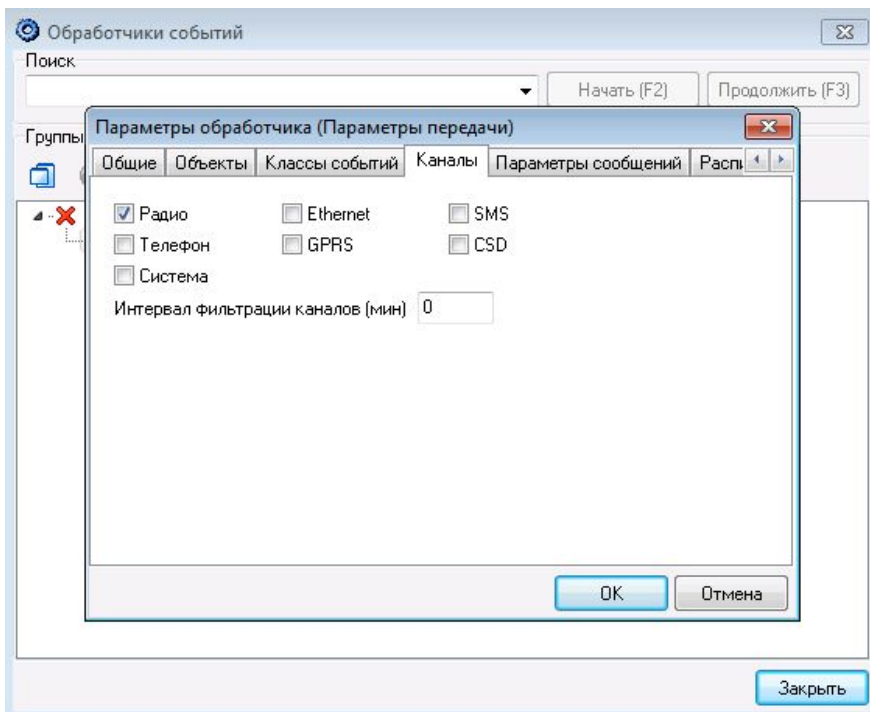 Обработчики событий
Поиск
Начать (F2) Продолжить (F3)
Группы
Параметры обработчика (Параметры передачи)
Общие Объекты Классы событий Каналы Параметры сообщений
Радио Ethernet SMS
Телефон GPRS CSD
Система
Интервал фильтрации каналов (мин) 0
OK Отмена
Закрыть